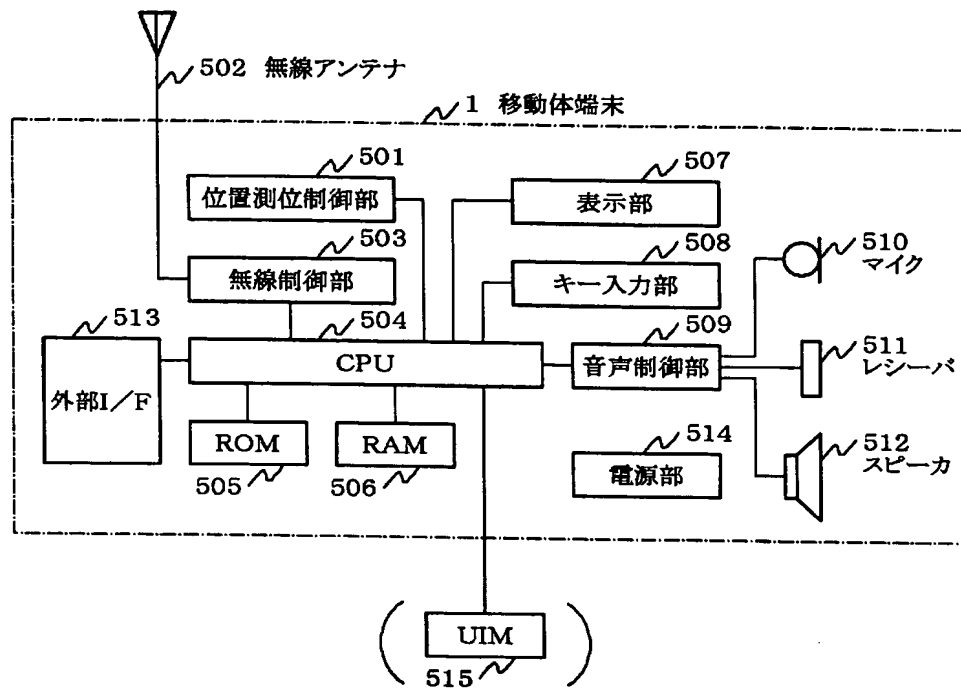 502 無線アンテナ
1 移動体端末
501
位置測位制御部
507
表示部
503
無線制御部
508
キー入力部
510
マイク
513
外部I/F
504
CPU
509
音声制御部
511
レシーバ
ROM
505
RAM
506
514
電源部
512
スピーカ
UIM
515